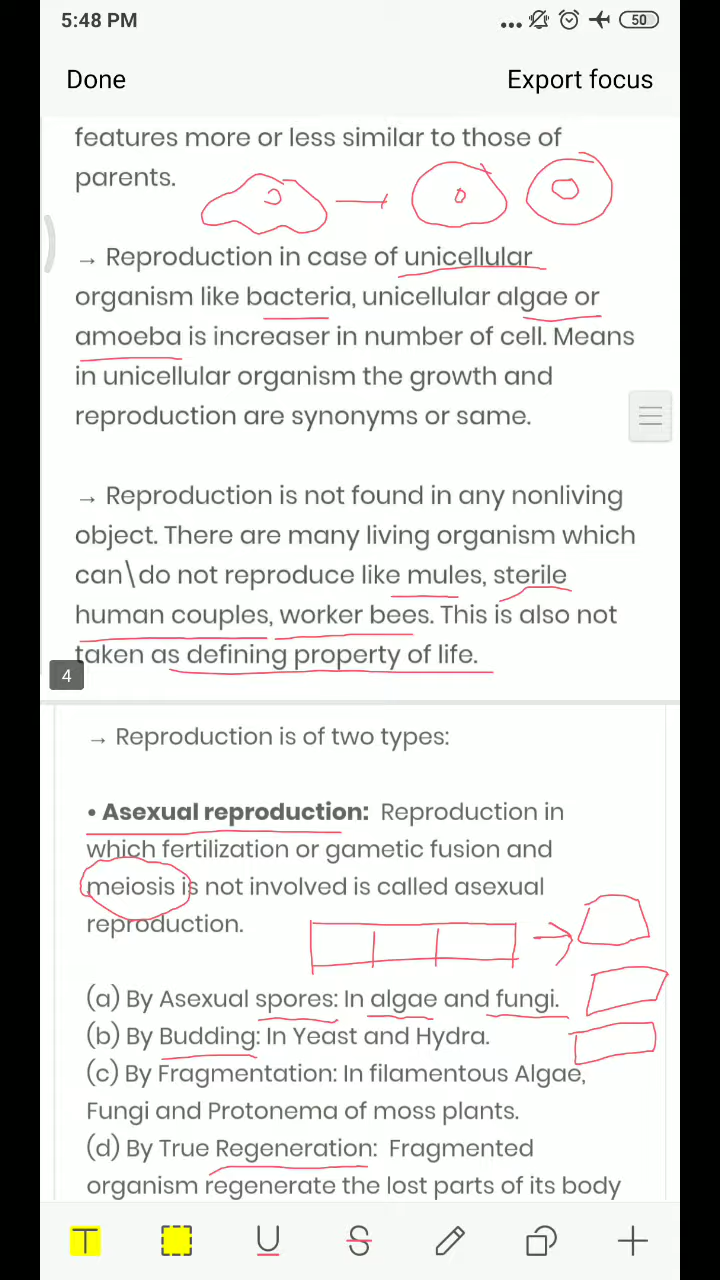 5:48 PM
50
Done
Export focus
features more or less similar to those of
parents.
→ Reproduction in case of unicellular
organism like bacteria, unicellular algae or
amoeba is increaser in number of cell. Means
in unicellular organism the growth and
reproduction are synonyms or same.
→ Reproduction is not found in any nonliving
object. There are many living organism which
can\do not reproduce like mules, sterile
human couples, worker bees. This is also not
taken as defining property of life.
4
→ Reproduction is of two types:
• Asexual reproduction: Reproduction in
which fertilization or gametic fusion and
meiosis is not involved is called asexual
reproduction.
(a) By Asexual spores: In algae and fungi.
(b) By Budding: In Yeast and Hydra.
(c) By Fragmentation: In filamentous Algae,
Fungi and Protonema of moss plants.
(d) By True Regeneration: Fragmented
organism regenerate the lost parts of its body
T
U
S